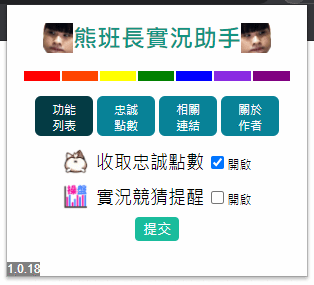 熊班長實況助手
功能
列表
忠誠
點數
相關
連結
關於
作者
收取忠誠點數 開啟
操盤
實況競猜提醒 開啟
提交
1.0.18